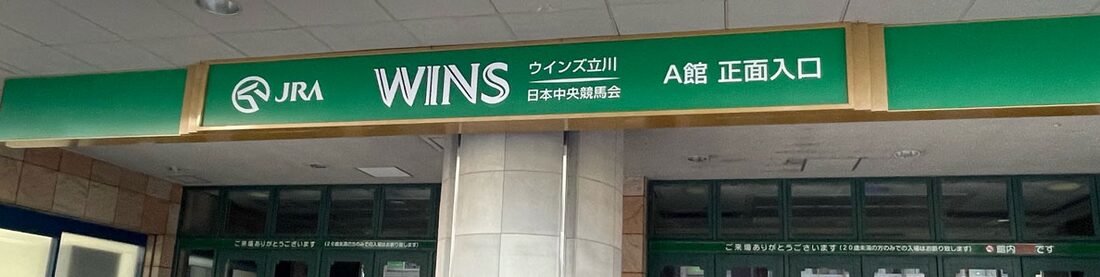 JRA
WINS
ウインズ立川
日本中央競馬会
A館 正面入口
ご来場ありがとうございます (20歳未満の方のみでの入場はお断り致します)
ご来場ありがとうございます (20歳未満の方のみでの入場はお断り致します)
館内
です